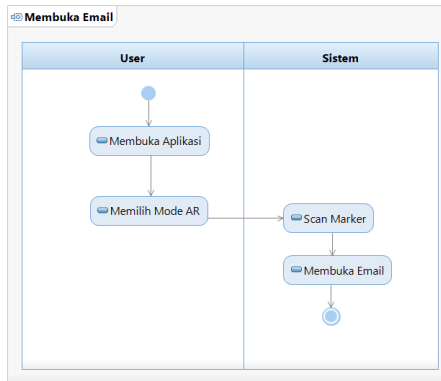 Membuka Email
User
Sistem
Membuka Aplikasi
Memilih Mode AR
Scan Marker
Membuka Email